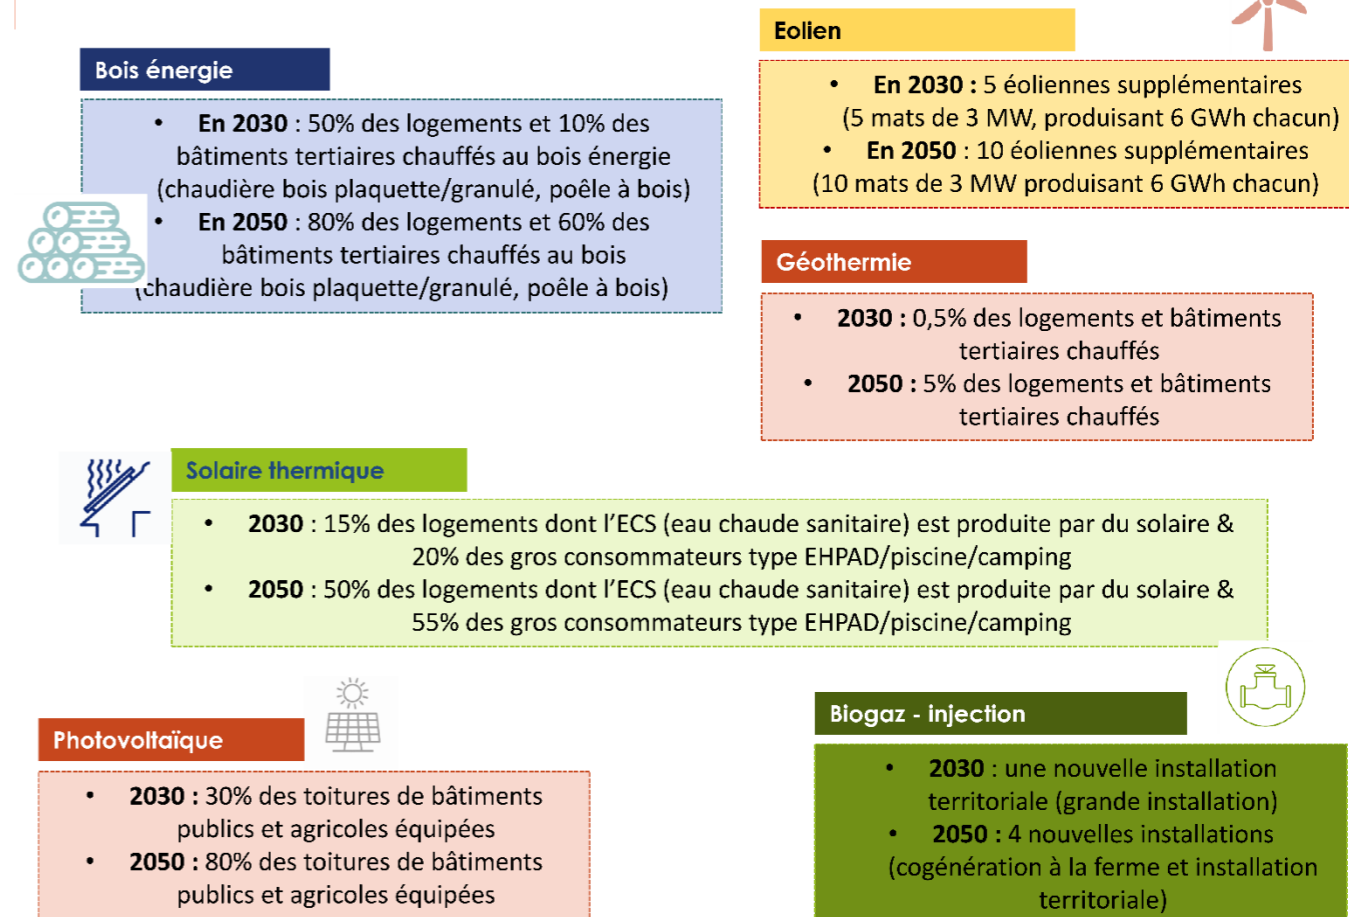 Bois énergie
• En 2030 : 50% des logements et 10% des
bâtiments tertiaires chauffés au bois énergie
(chaudière bois plaquette/granulé, poêle à bois)
• En 2050 : 80% des logements et 60% des
bâtiments tertiaires chauffés au bois
(chaudière bois plaquette/granulé, poêle à bois)
Eolien
• En 2030 : 5 éoliennes supplémentaires
(5 mats de 3 MW, produisant 6 GWh chacun)
• En 2050 : 10 éoliennes supplémentaires
(10 mats de 3 MW produisant 6 GWh chacun)
Géothermie
• 2030 : 0,5% des logements et bâtiments
tertiaires chauffés
• 2050 : 5% des logements et bâtiments
tertiaires chauffés
Solaire thermique
• 2030 : 15% des logements dont l’ECS (eau chaude sanitaire) est produite par du solaire &
20% des gros consommateurs type EHPAD/piscine/camping
• 2050 : 50% des logements dont l’ECS (eau chaude sanitaire) est produite par du solaire &
55% des gros consommateurs type EHPAD/piscine/camping
Photovoltaïque
• 2030 : 30% des toitures de bâtiments
publics et agricoles équipées
• 2050 : 80% des toitures de bâtiments
publics et agricoles équipées
Biogaz - injection
• 2030 : une nouvelle installation
territoriale (grande installation)
• 2050 : 4 nouvelles installations
(cogénération à la ferme et installation
territoriale)